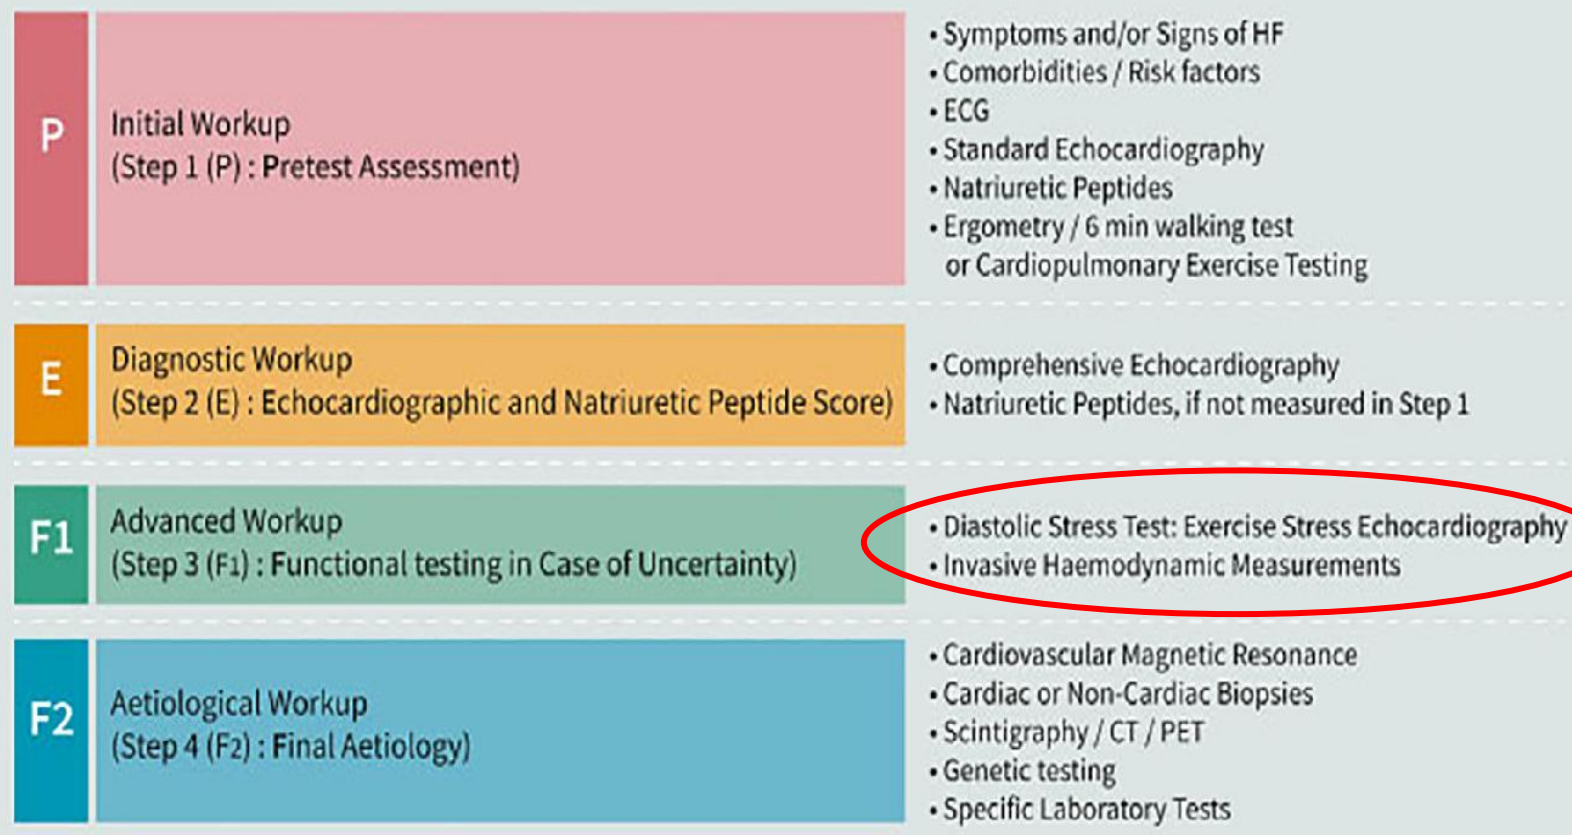 P
Initial Workup
(Step 1 (P) : Pretest Assessment)
• Symptoms and/or Signs of HF
• Comorbidities / Risk factors
• ECG
• Standard Echocardiography
• Natriuretic Peptides
• Ergometry / 6 min walking test
or Cardiopulmonary Exercise Testing
E
Diagnostic Workup
(Step 2 (E) : Echocardiographic and Natriuretic Peptide Score)
• Comprehensive Echocardiography
• Natriuretic Peptides, if not measured in Step 1
F1
Advanced Workup
(Step 3 (F1) : Functional testing in Case of Uncertainty)
• Diastolic Stress Test: Exercise Stress Echocardiography
• Invasive Haemodynamic Measurements
F2
Aetiological Workup
(Step 4 (F2) : Final Aetiology)
• Cardiovascular Magnetic Resonance
• Cardiac or Non-Cardiac Biopsies
• Scintigraphy / CT / PET
• Genetic testing
• Specific Laboratory Tests